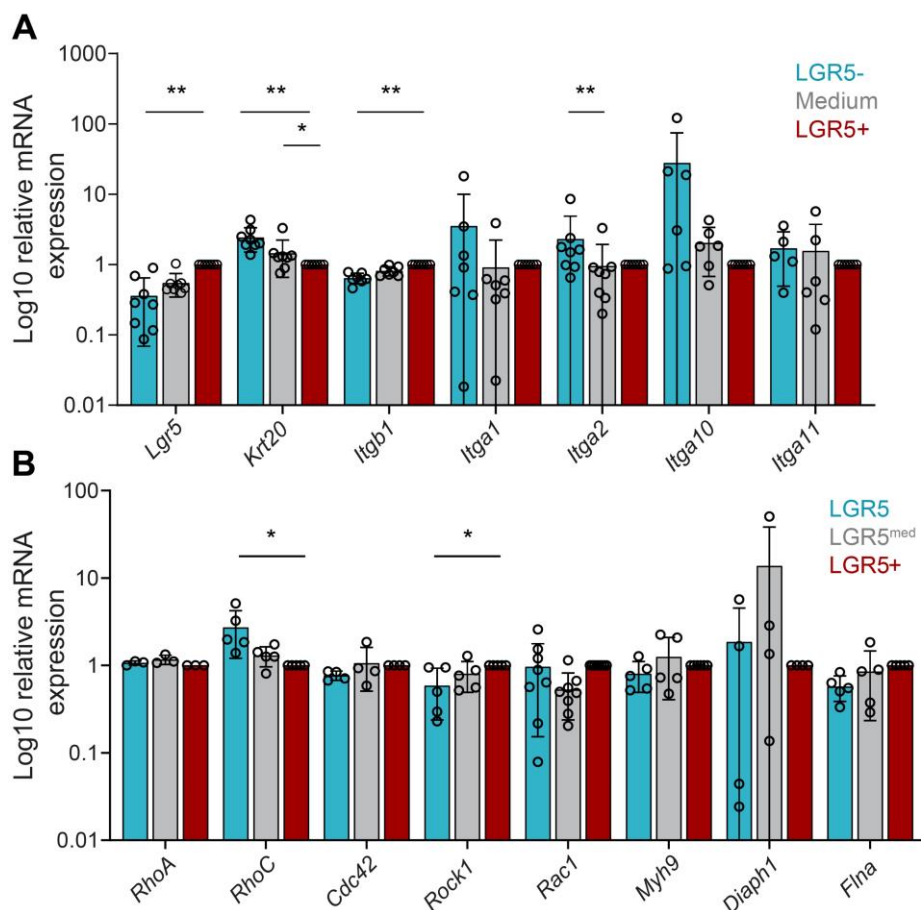 A
Log10 relative mRNA
expression
1000
100
10
1
0.1
0.01
**
**
*
**
**
LGR5-
Medium
LGR5+
Lgr5
Krt20
Itgb1
Itga1
Itga2
Itga10
Itga11
B
Log10 relative mRNA
expression
100
10
1
0.1
0.01
*
*
LGR5
LGR5med
LGR5+
RhoA
RhoC
Cdc42
Rock1
Rac1
Myh9
Diaph1
Flna